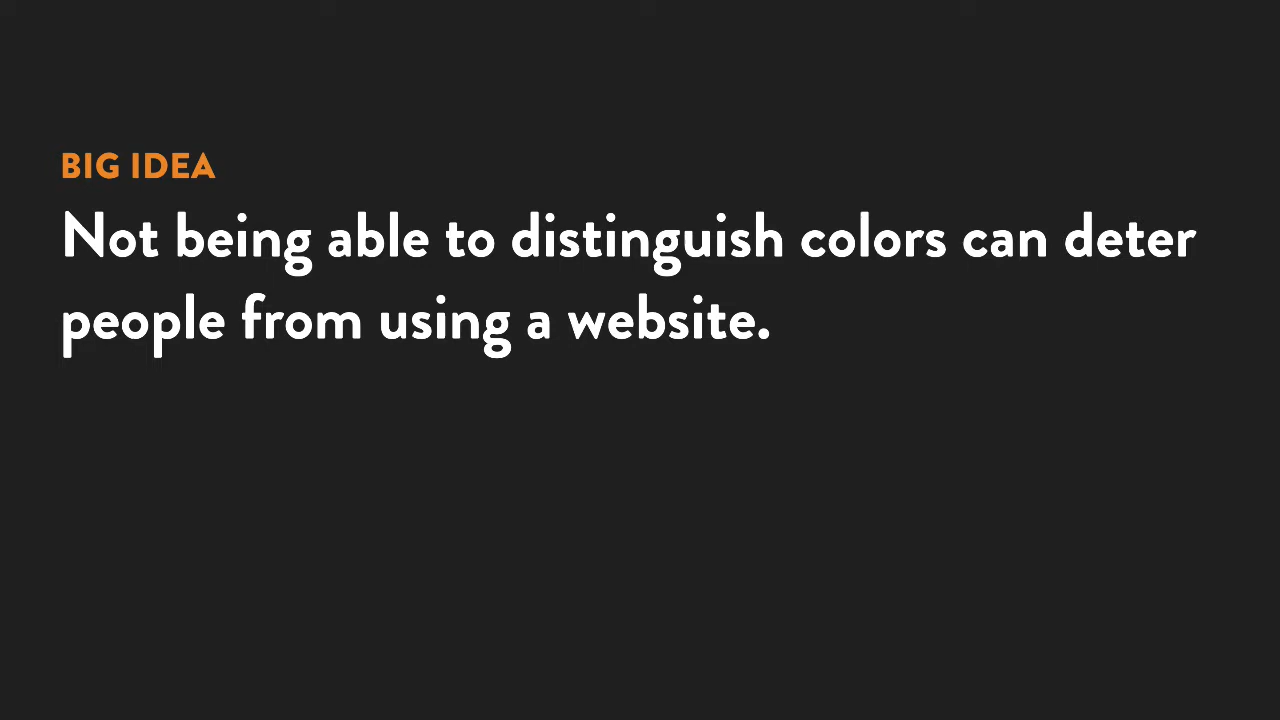 BIG IDEA
Not being able to distinguish colors can deter
people from using a website.